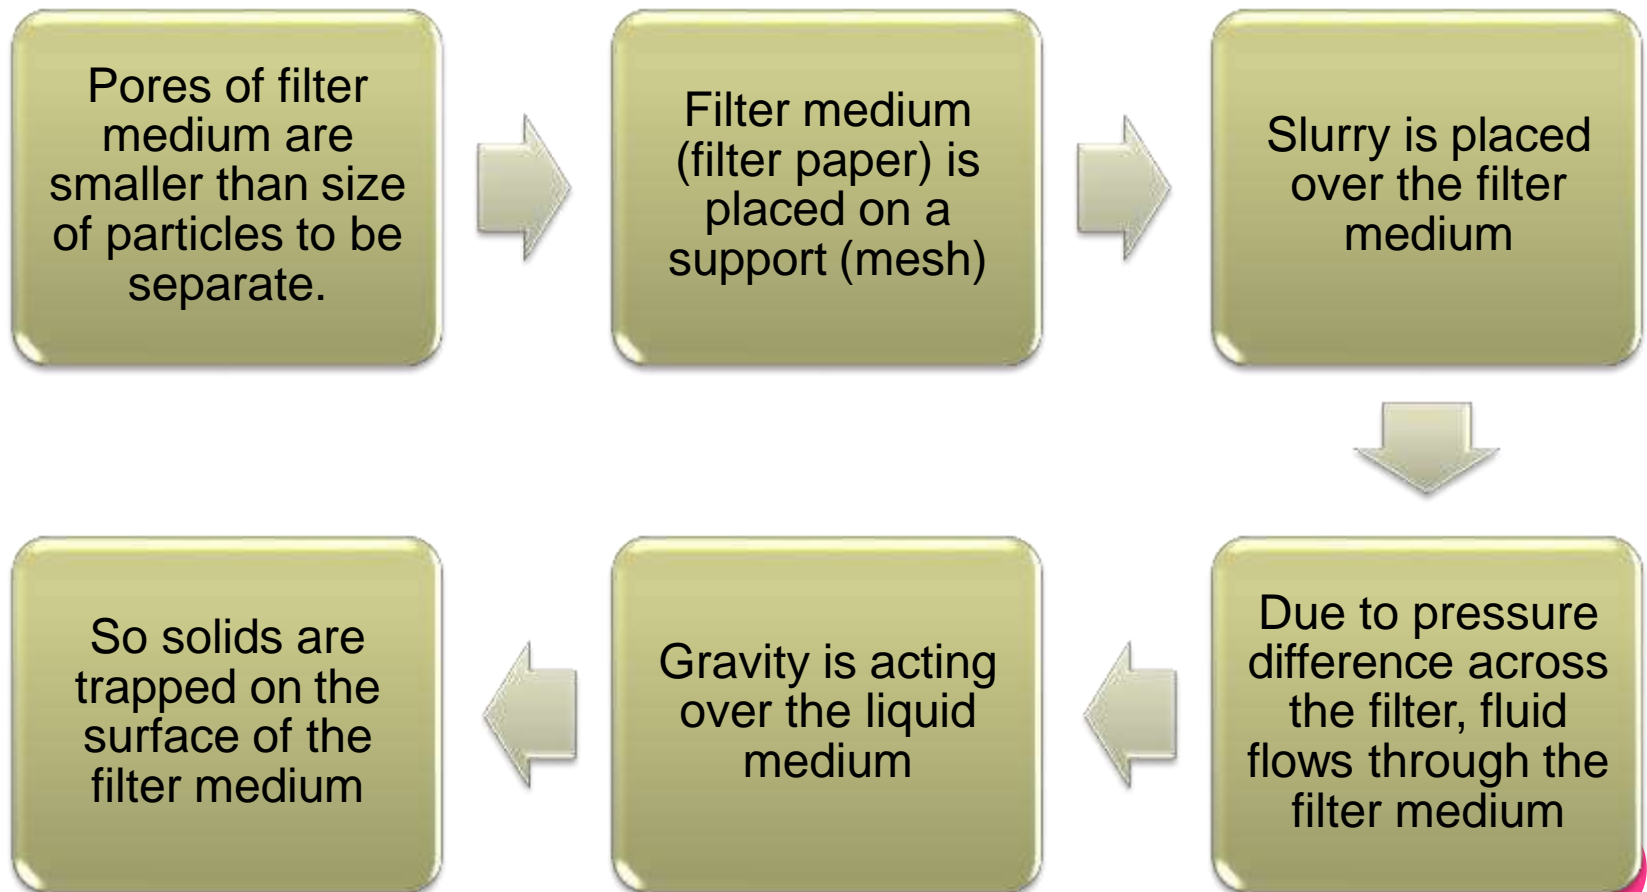 Pores of filter
medium are
smaller than size
of particles to be
separate.
Filter medium
(filter paper) is
placed on a
support (mesh)
Slurry is placed
over the filter
medium
Due to pressure
difference across
the filter, fluid
flows through the
filter medium
Gravity is acting
over the liquid
medium
So solids are
trapped on the
surface of the
filter medium